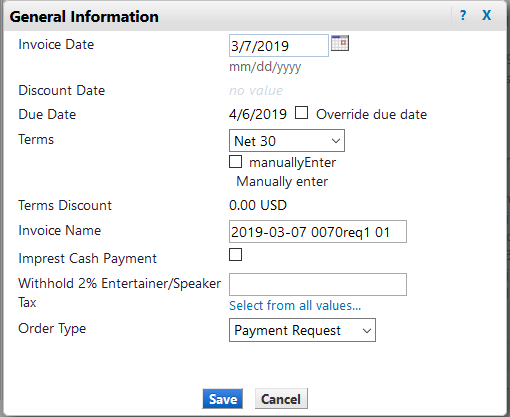 General Information ? X
Invoice Date 3/7/2019
mm/dd/yyyy
Discount Date no value
Due Date 4/6/2019 Override due date
Terms Net 30
manuallyEnter
Manually enter
Terms Discount 0.00 USD
Invoice Name 2019-03-07 0070req1 01
Imprest Cash Payment
Withhold 2% Entertainer/Speaker
Tax
Select from all values...
Order Type Payment Request
Save Cancel